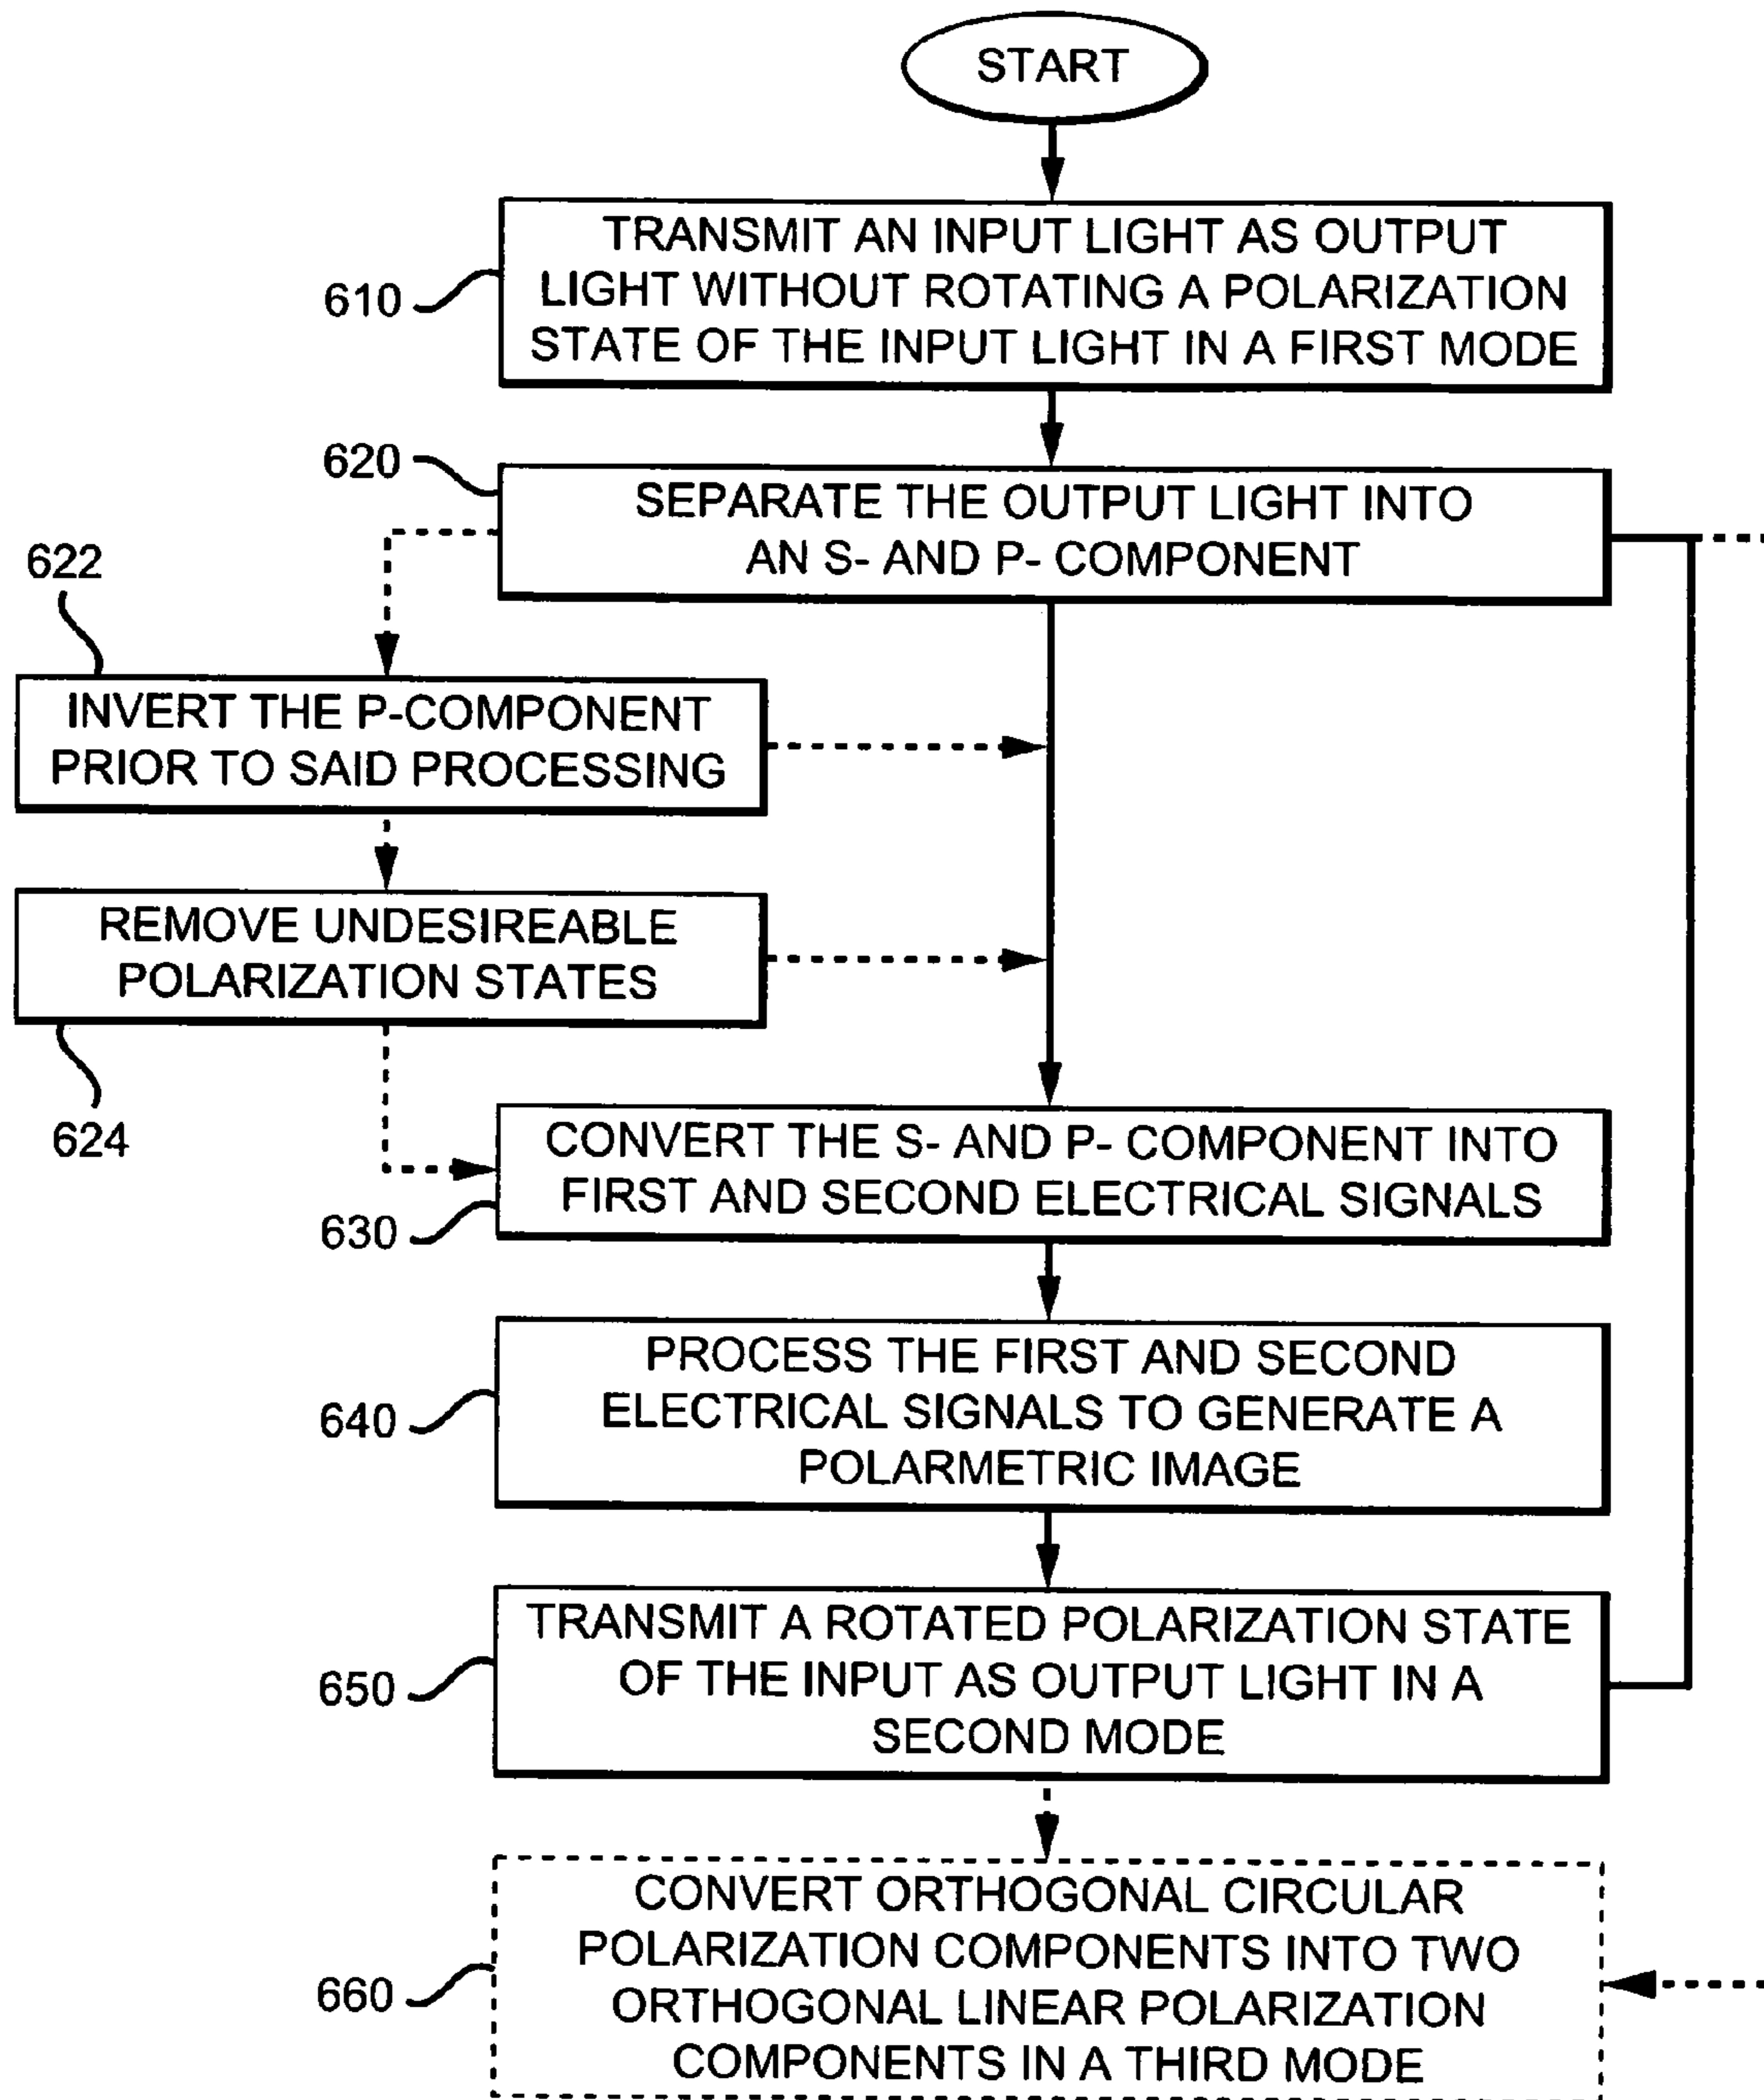 START
TRANSMIT AN INPUT LIGHT AS OUTPUT
LIGHT WITHOUT ROTATING A POLARIZATION
STATE OF THE INPUT LIGHT IN A FIRST MODE
610
620
SEPARATE THE OUTPUT LIGHT INTO
AN S- AND P- COMPONENT
622
INVERT THE P-COMPONENT
PRIOR TO SAID PROCESSING
REMOVE UNDESIREABLE
POLARIZATION STATES
624
CONVERT THE S- AND P- COMPONENT INTO
FIRST AND SECOND ELECTRICAL SIGNALS
630
PROCESS THE FIRST AND SECOND
ELECTRICAL SIGNALS TO GENERATE A
POLARMETRIC IMAGE
640
TRANSMIT A ROTATED POLARIZATION STATE
OF THE INPUT AS OUTPUT LIGHT IN A
SECOND MODE
650
CONVERT ORTHOGONAL CIRCULAR
POLARIZATION COMPONENTS INTO TWO
ORTHOGONAL LINEAR POLARIZATION
COMPONENTS IN A THIRD MODE
660